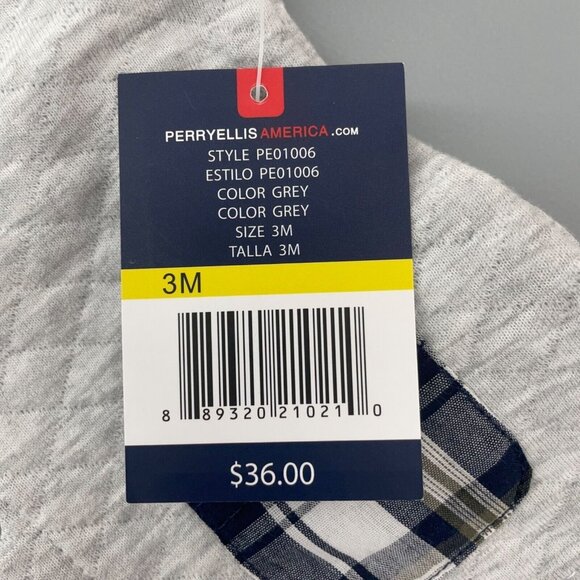 PERRYELLISAMERICA.COM
STYLE PE01006
ESTILO PE01006
COLOR GREY
COLOR GREY
SIZE 3M
TALLA 3M
3M
8 89320 21021 0
$36.00